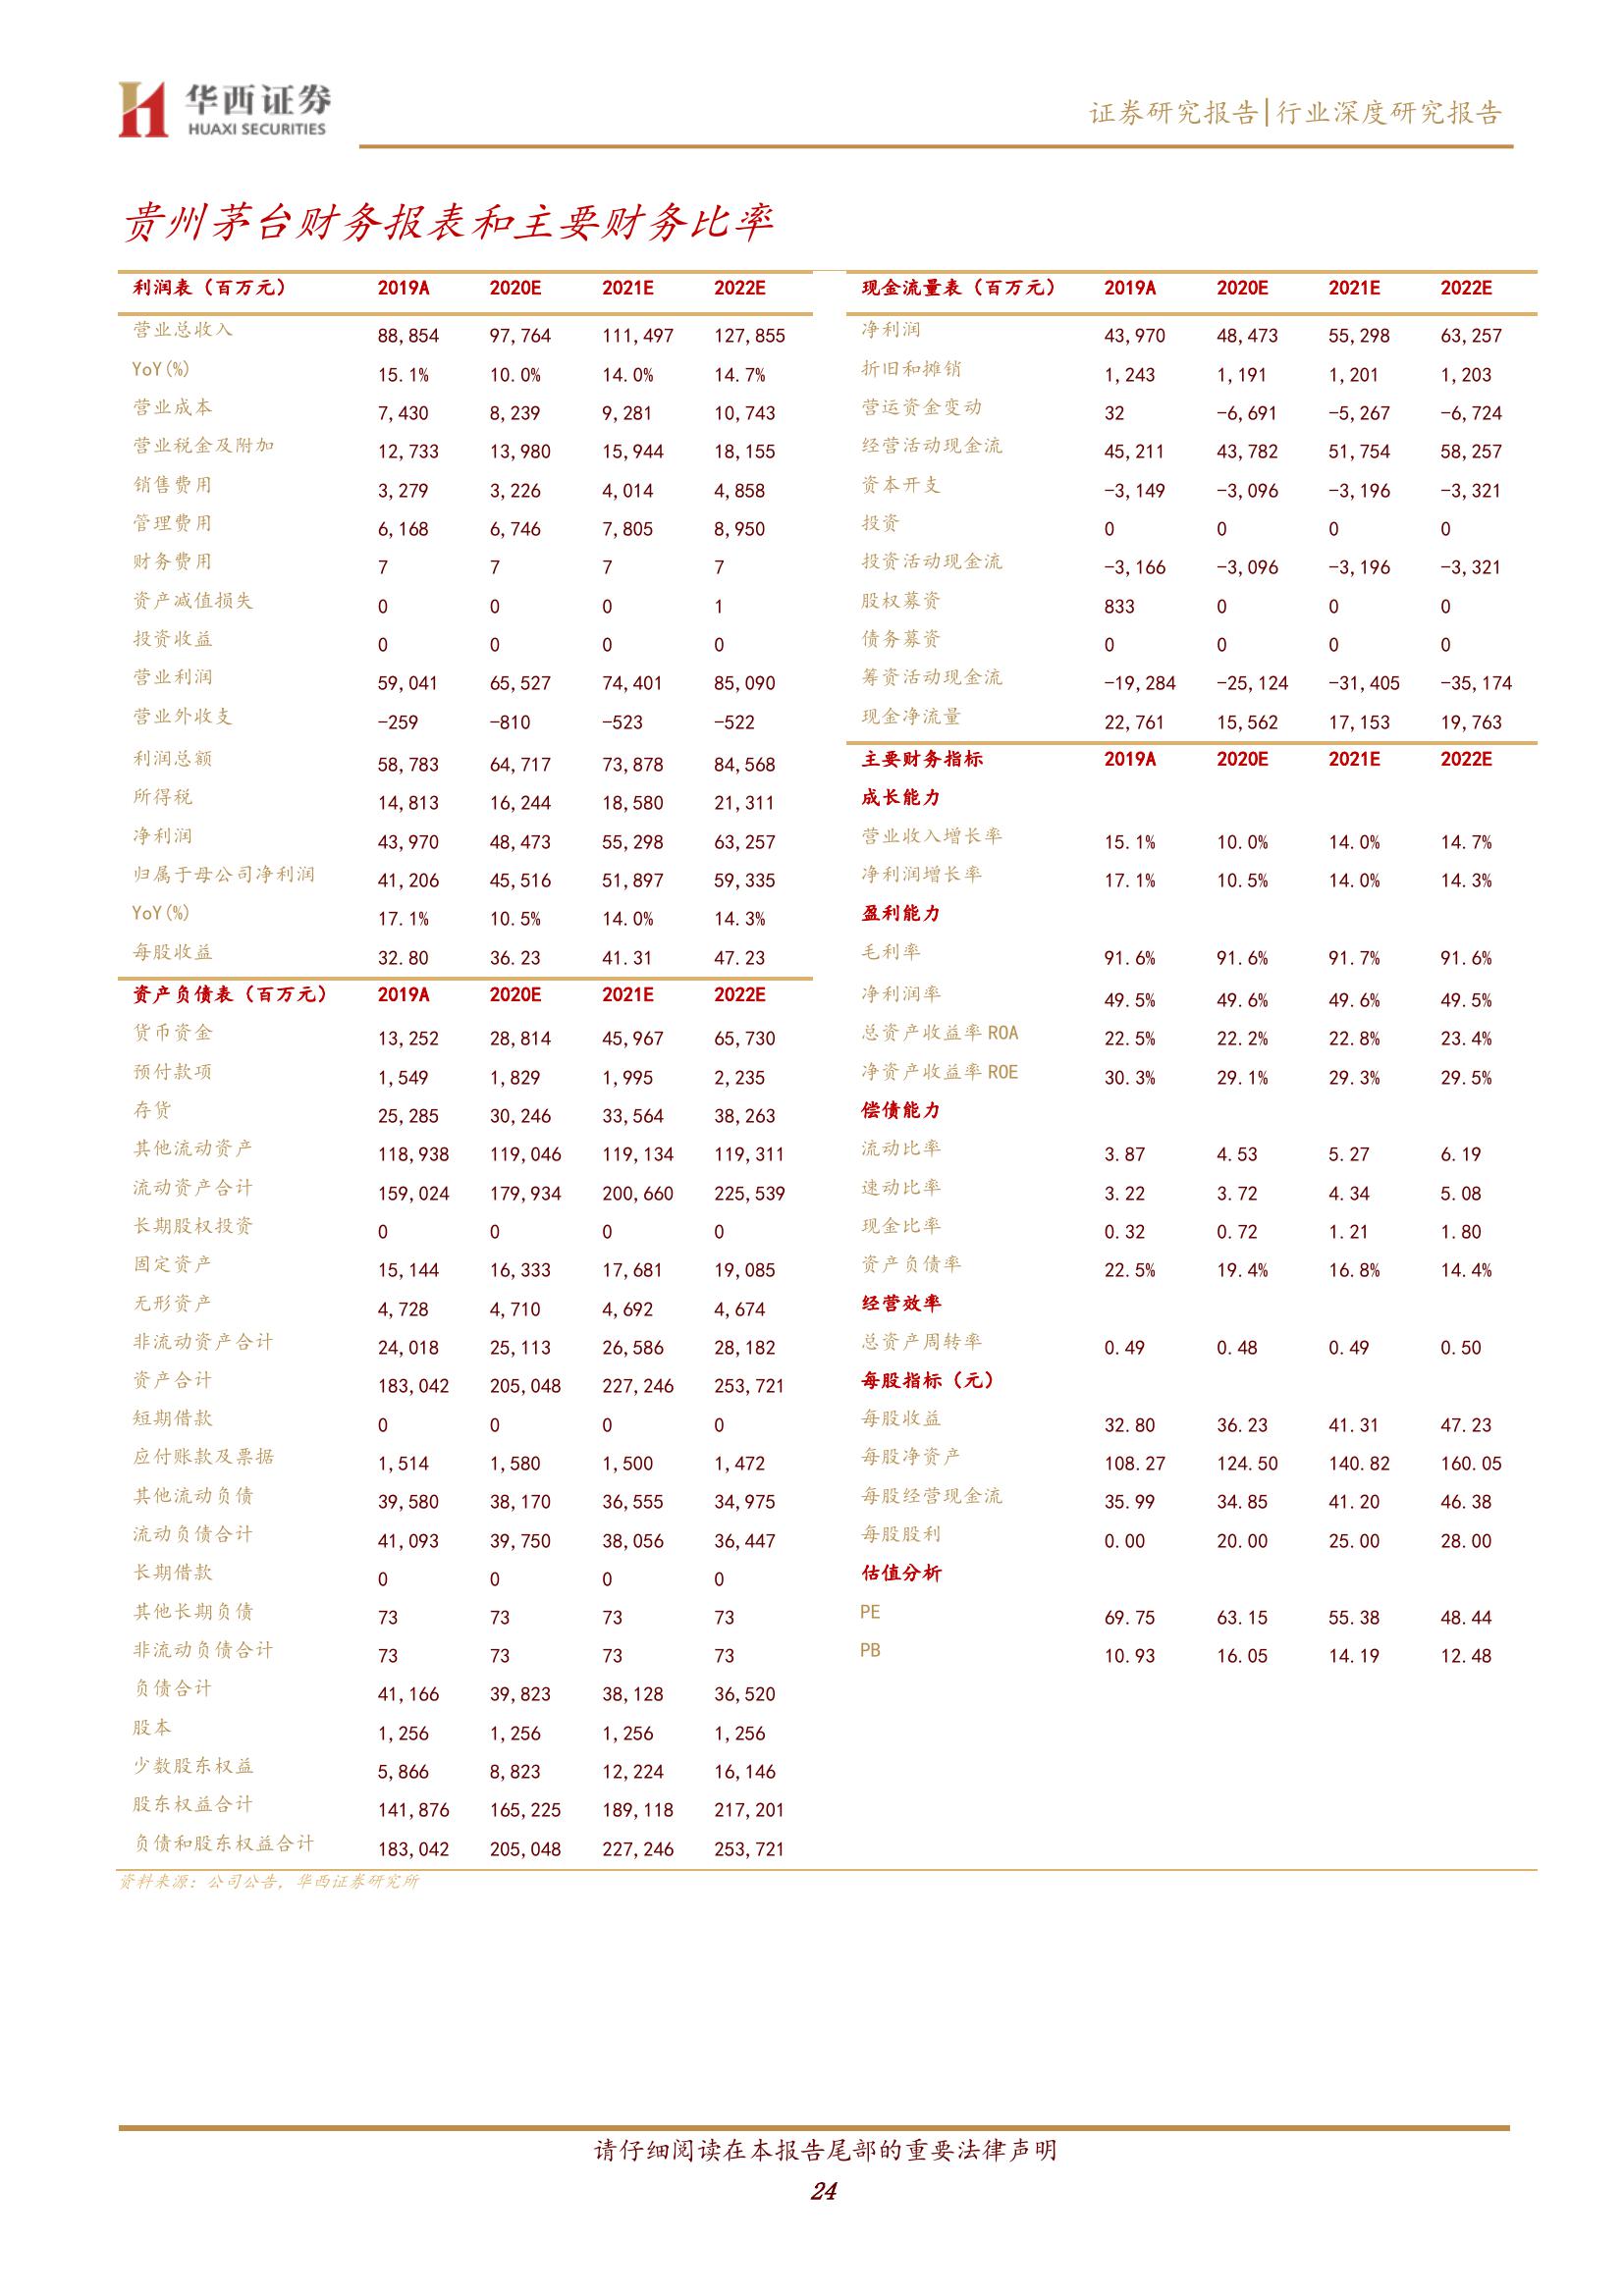 华西证券
HUAXI SECURITIES
证券研究报告|行业深度研究报告
贵州茅台财务报表和主要财务比率
利润表（百万元） 2019A 2020E 2021E 2022E
营业总收入 88,854 97,764 111,497 127,855
YoY(%) 15.1% 10.0% 14.0% 14.7%
营业成本 7,430 8,239 9,281 10,743
营业税金及附加 12,733 13,980 15,944 18,155
销售费用 3,279 3,226 4,014 4,858
管理费用 6,168 6,746 7,805 8,950
财务费用 7 7 7 7
资产减值损失 0 0 0 1
投资收益 0 0 0 0
营业利润 59,041 65,527 74,401 85,090
营业外收支 -259 -810 -523 -522
利润总额 58,783 64,717 73,878 84,568
所得税 14,813 16,244 18,580 21,311
净利润 43,970 48,473 55,298 63,257
归属于母公司净利润 41,206 45,516 51,897 59,335
YoY(%) 17.1% 10.5% 14.0% 14.3%
每股收益 32.80 36.23 41.31 47.23
资产负债表（百万元） 2019A 2020E 2021E 2022E
货币资金 13,252 28,814 45,967 65,730
预付款项 1,549 1,829 1,995 2,235
存货 25,285 30,246 33,564 38,263
其他流动资产 118,938 119,046 119,134 119,311
流动资产合计 159,024 179,934 200,660 225,539
长期股权投资 0 0 0 0
固定资产 15,144 16,333 17,681 19,085
无形资产 4,728 4,710 4,692 4,674
非流动资产合计 24,018 25,113 26,586 28,182
资产合计 183,042 205,048 227,246 253,721
短期借款 0 0 0 0
应付账款及票据 1,514 1,580 1,500 1,472
其他流动负债 39,580 38,170 36,555 34,975
流动负债合计 41,093 39,750 38,056 36,447
长期借款 0 0 0 0
其他长期负债 73 73 73 73
非流动负债合计 73 73 73 73
负债合计 41,166 39,823 38,128 36,520
股本 1,256 1,256 1,256 1,256
少数股东权益 5,866 8,823 12,224 16,146
股东权益合计 141,876 165,225 189,118 217,201
负债和股东权益合计 183,042 205,048 227,246 253,721
现金流量表（百万元） 2019A 2020E 2021E 2022E
净利润 43,970 48,473 55,298 63,257
折旧和摊销 1,243 1,191 1,201 1,203
营运资金变动 32 -6,691 -5,267 -6,724
经营活动现金流 45,211 43,782 51,754 58,257
资本开支 -3,149 -3,096 -3,196 -3,321
投资 0 0 0 0
投资活动现金流 -3,166 -3,096 -3,196 -3,321
股权募资 833 0 0 0
债务募资 0 0 0 0
筹资活动现金流 -19,284 -25,124 -31,405 -35,174
现金净流量 22,761 15,562 17,153 19,763
主要财务指标 2019A 2020E 2021E 2022E
成长能力
营业收入增长率 15.1% 10.0% 14.0% 14.7%
净利润增长率 17.1% 10.5% 14.0% 14.3%
盈利能力
毛利率 91.6% 91.6% 91.7% 91.6%
净利润率 49.5% 49.6% 49.6% 49.5%
总资产收益率 ROA 22.5% 22.2% 22.8% 23.4%
净资产收益率 ROE 30.3% 29.1% 29.3% 29.5%
偿债能力
流动比率 3.87 4.53 5.27 6.19
速动比率 3.22 3.72 4.34 5.08
现金比率 0.32 0.72 1.21 1.80
资产负债率 22.5% 19.4% 16.8% 14.4%
经营效率
总资产周转率 0.49 0.48 0.49 0.50
每股指标（元）
每股收益 32.80 36.23 41.31 47.23
每股净资产 108.27 124.50 140.82 160.05
每股经营现金流 35.99 34.85 41.20 46.38
每股股利 0.00 20.00 25.00 28.00
估值分析
PE 69.75 63.15 55.38 48.44
PB 10.93 16.05 14.19 12.48
资料来源：公司公告，华西证券研究所
请仔细阅读在本报告尾部的重要法律声明
24